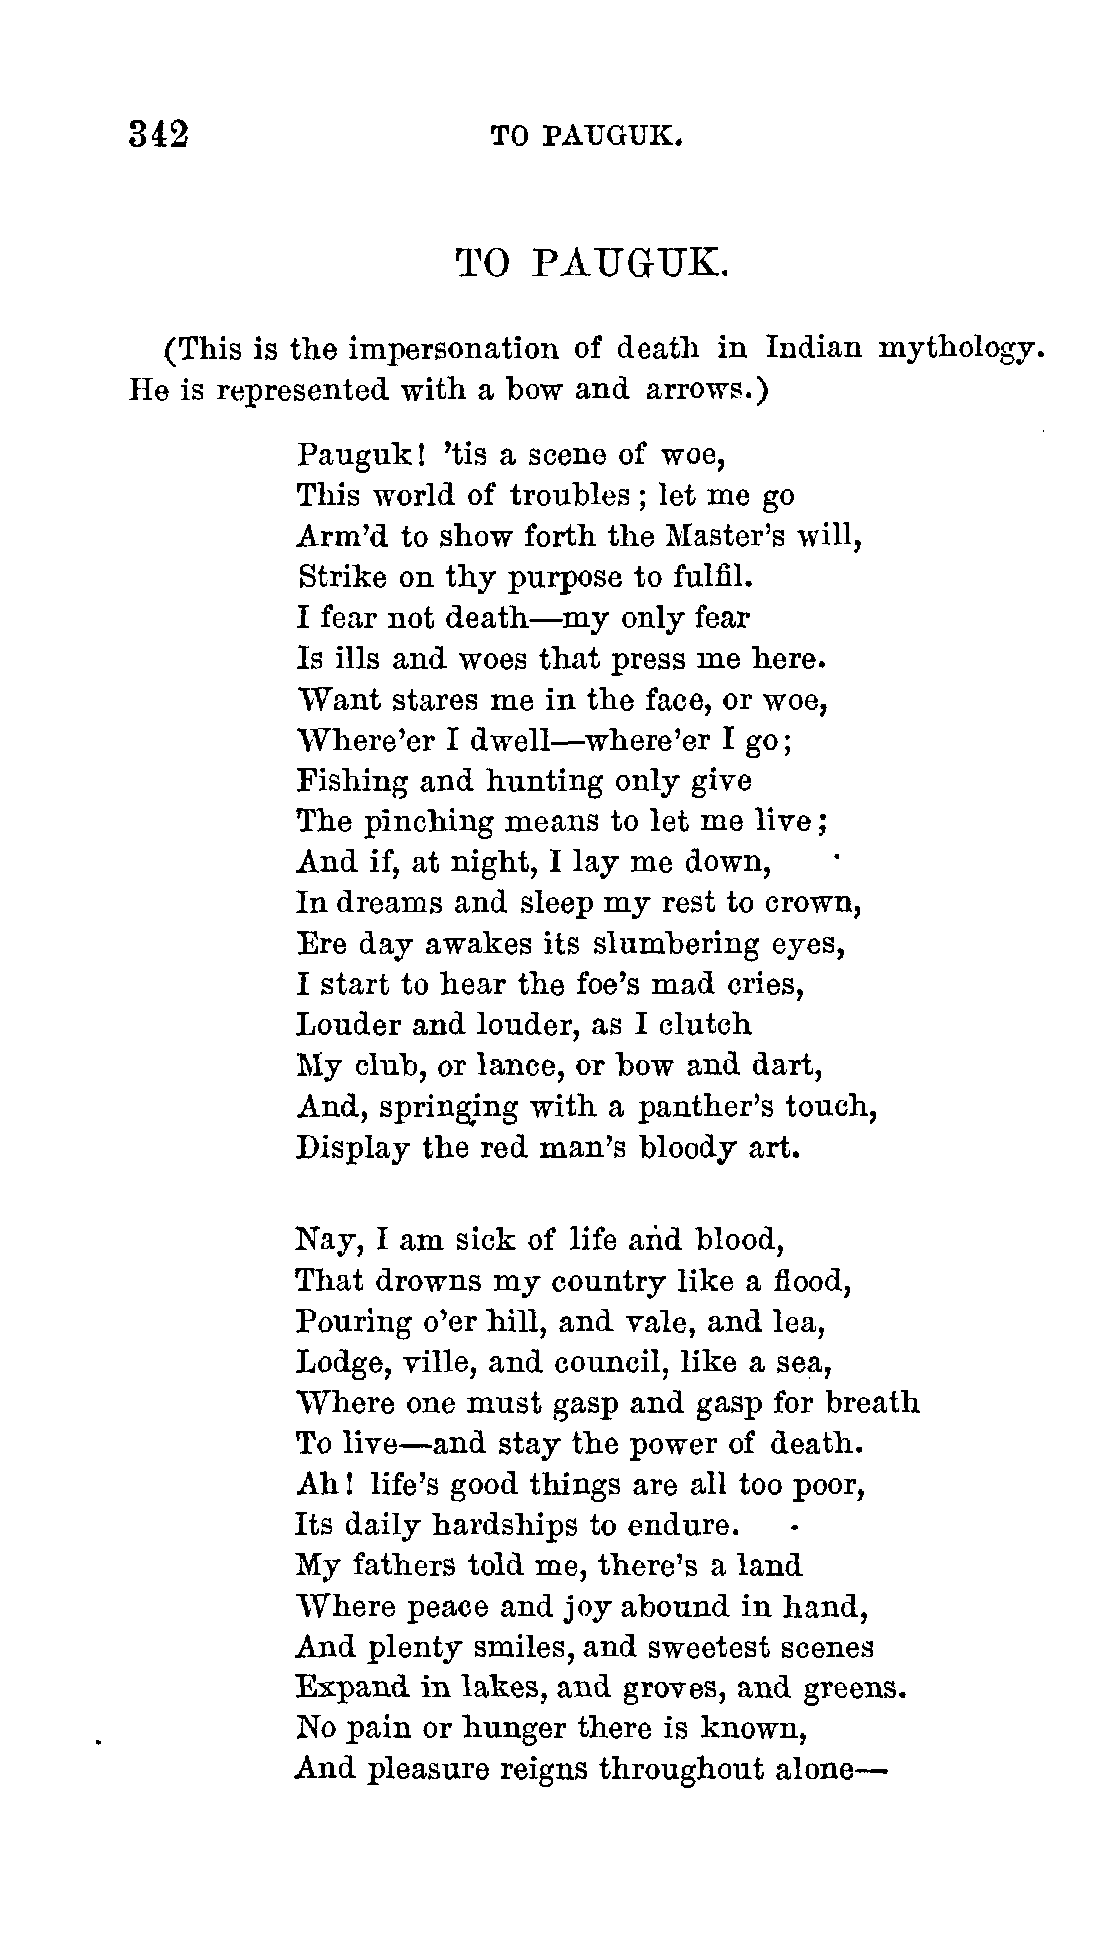 342 TO PAUGUK.
TO PAUGUK.
(This is the impersonation of death in Indian mythology.
He is represented with a bow and arrows.)
Pauguk! 'tis a scene of woe,
This world of troubles; let me go
Arm'd to show forth the Master's will,
Strike on thy purpose to fulfil.
I fear not death—my only fear
Is ills and woes that press me here.
Want stares me in the face, or woe,
Where'er I dwell—where'er I go;
Fishing and hunting only give
The pinching means to let me live;
And if, at night, I lay me down,
In dreams and sleep my rest to crown,
Ere day awakes its slumbering eyes,
I start to hear the foe's mad cries,
Louder and louder, as I clutch
My club, or lance, or bow and dart,
And, springing with a panther's touch,
Display the red man's bloody art.
Nay, I am sick of life and blood,
That drowns my country like a flood,
Pouring o'er hill, and vale, and lea,
Lodge, ville, and council, like a sea,
Where one must gasp and gasp for breath
To live—and stay the power of death.
Ah! life's good things are all too poor,
Its daily hardships to endure.
My fathers told me, there's a land
Where peace and joy abound in hand,
And plenty smiles, and sweetest scenes
Expand in lakes, and groves, and greens.
No pain or hunger there is known,
And pleasure reigns throughout alone—